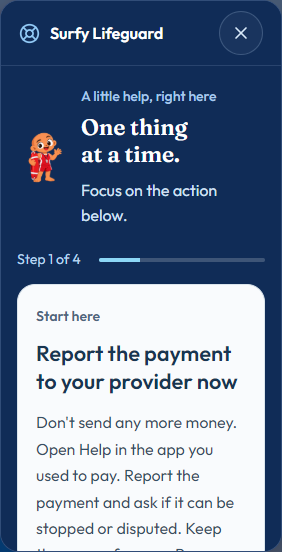 Surfy Lifeguard
A little help, right here
One thing
at a time.
Focus on the action
below.
Step 1 of 4
Start here
Report the payment
to your provider now
Don't send any more money.
Open Help in the app you
used to pay. Report the
payment and ask if it can be
stopped or disputed. Keep